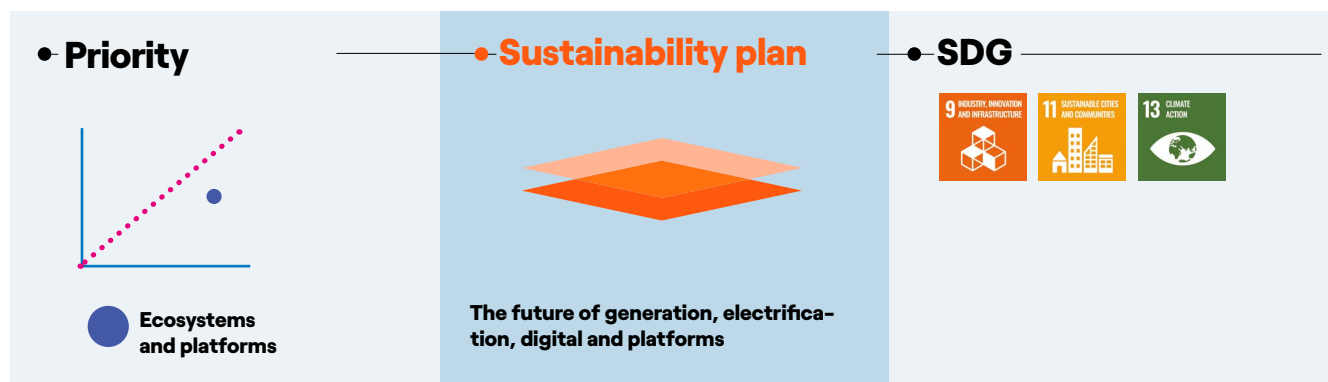 Priority
Sustainability plan
SDG
9 INDUSTRY, INNOVATION
AND INFRASTRUCTURE
11 SUSTAINABLE CITIES
AND COMMUNITIES
13 CLIMATE
ACTION
Ecosystems
and platforms
The future of generation, electrifica-
tion, digital and platforms